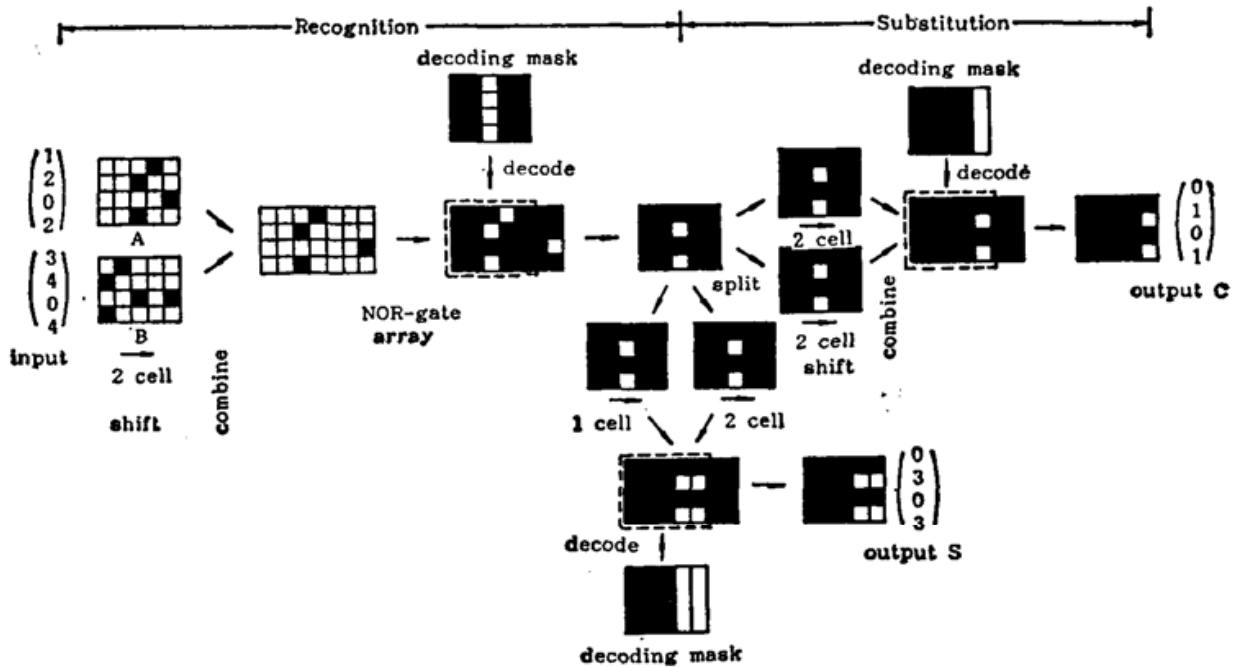 Recognition
Substitution
decoding mask
decoding mask
decode
decode
1
2
0
2
A
3
4
0
4
B
input
2 cell
shift
combine
NOR-gate
array
split
2 cell
2 cell
shift
combine
0
1
0
1
output C
1 cell
2 cell
0
3
0
3
output S
decode
decoding mask